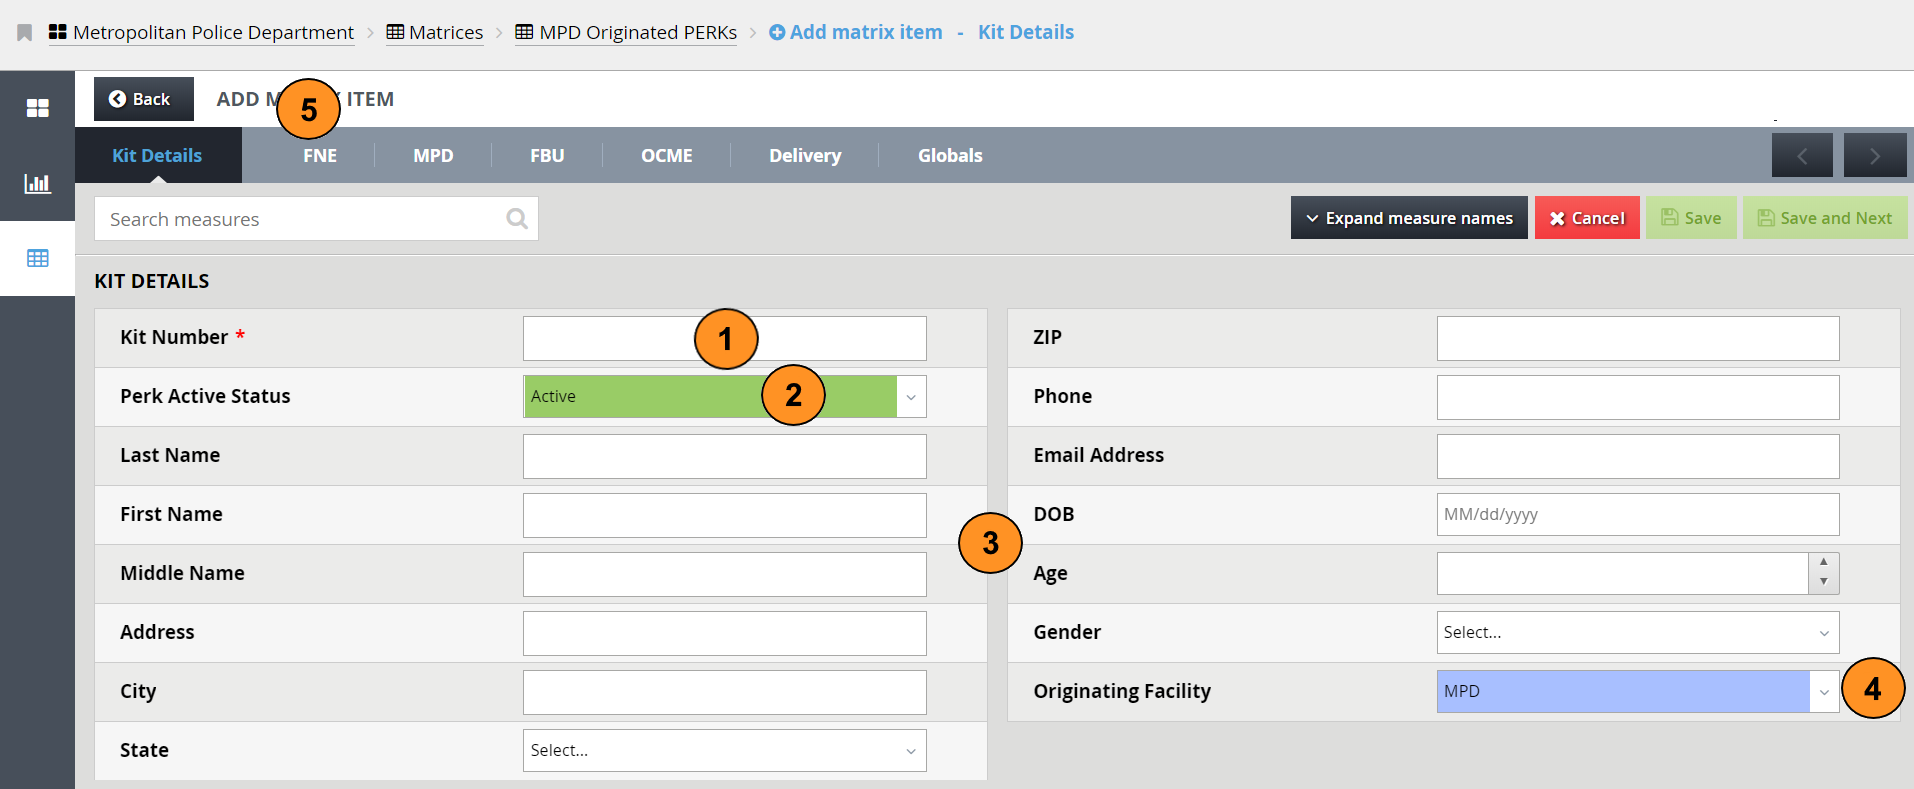 Metropolitan Police Department > Matrices > MPD Originated PERKs > Add matrix item - Kit Details
Back ADD M ITEM
5
Kit Details FNE MPD FBU OCME Delivery Globals
Search measures Expand measure names Cancel Save Save and Next
KIT DETAILS
Kit Number * 1
Perk Active Status Active 2
Last Name
First Name
Middle Name
Address
City
State Select...
3
ZIP
Phone
Email Address
DOB MM/dd/yyyy
Age
Gender Select...
Originating Facility MPD 4